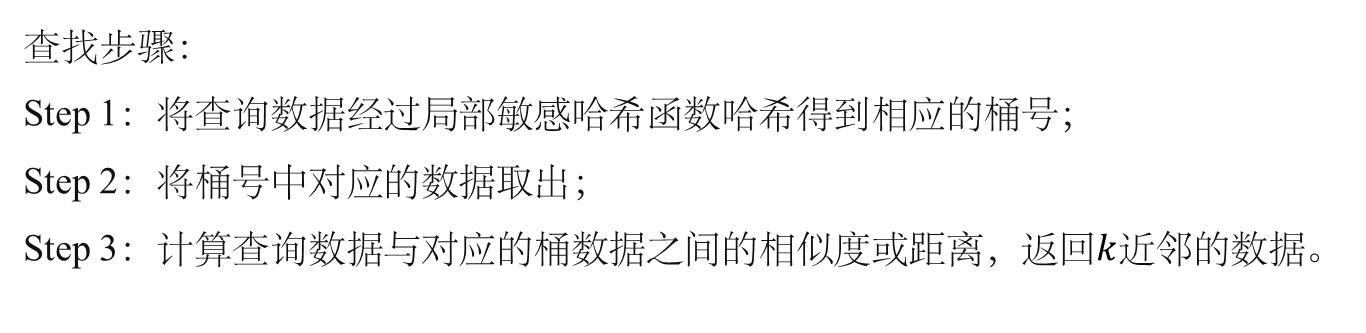 查找步骤：
Step 1：将查询数据经过局部敏感哈希函数哈希得到相应的桶号；
Step 2：将桶号中对应的数据取出；
Step 3：计算查询数据与对应的桶数据之间的相似度或距离，返回k近邻的数据。